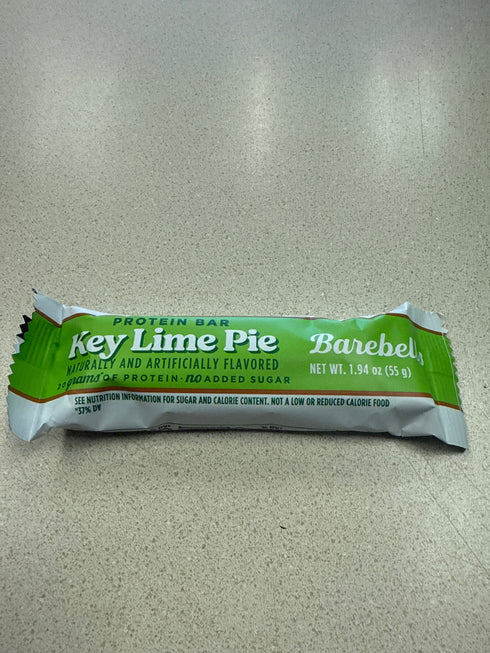 PROTEIN BAR
Key Lime Pie
NATURALLY AND ARTIFICIALLY FLAVORED
20 grams* OF PROTEIN • no ADDED SUGAR
Barebells
NET WT. 1.94 oz (55 g)
SEE NUTRITION INFORMATION FOR SUGAR AND CALORIE CONTENT. NOT A LOW OR REDUCED CALORIE FOOD
*37% DV